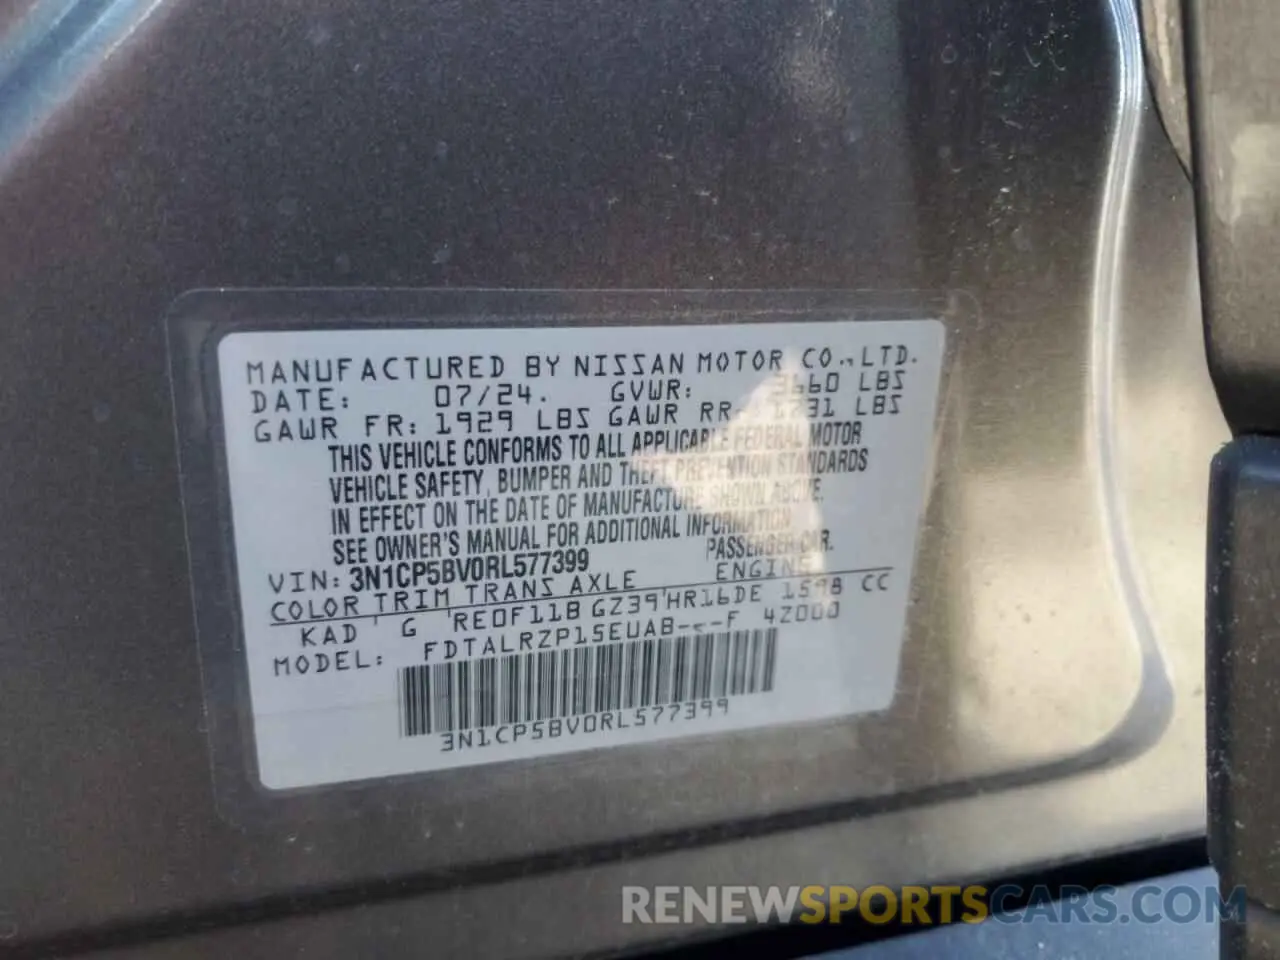 MANUFACTURED BY NISSAN MOTOR CO., LTD.
DATE: 07/24. GVWR: 3660 LBS
GAWR FR: 1929 LBS GAWR RR: 1731 LBS
THIS VEHICLE CONFORMS TO ALL APPLICABLE FEDERAL MOTOR
VEHICLE SAFETY, BUMPER AND THEFT PREVENTION STANDARDS
IN EFFECT ON THE DATE OF MANUFACTURE SHOWN ABOVE.
SEE OWNER'S MANUAL FOR ADDITIONAL INFORMATION
VIN: 3N1CP5BV0RL577399 PASSENGER CAR.
COLOR TRIM TRANS AXLE ENGINE
KAD G RE0F11B GZ39 HR16DE 1598 CC
MODEL: FDTALRZP15EUAB---F 4Z000
3N1CP5BV0RL577399
RENEWSPORTSCARS.COM